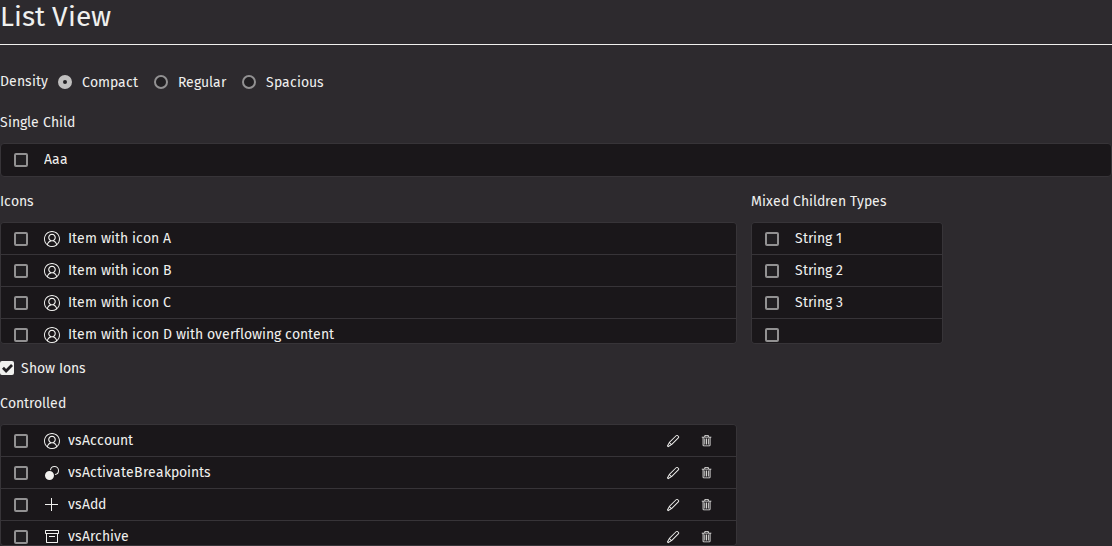 List View
Density Compact Regular Spacious
Single Child
Aaa
Icons
Item with icon A
Item with icon B
Item with icon C
Item with icon D with overflowing content
Mixed Children Types
String 1
String 2
String 3
Show Ions
Controlled
vsAccount
vsActivateBreakpoints
vsAdd
vsArchive